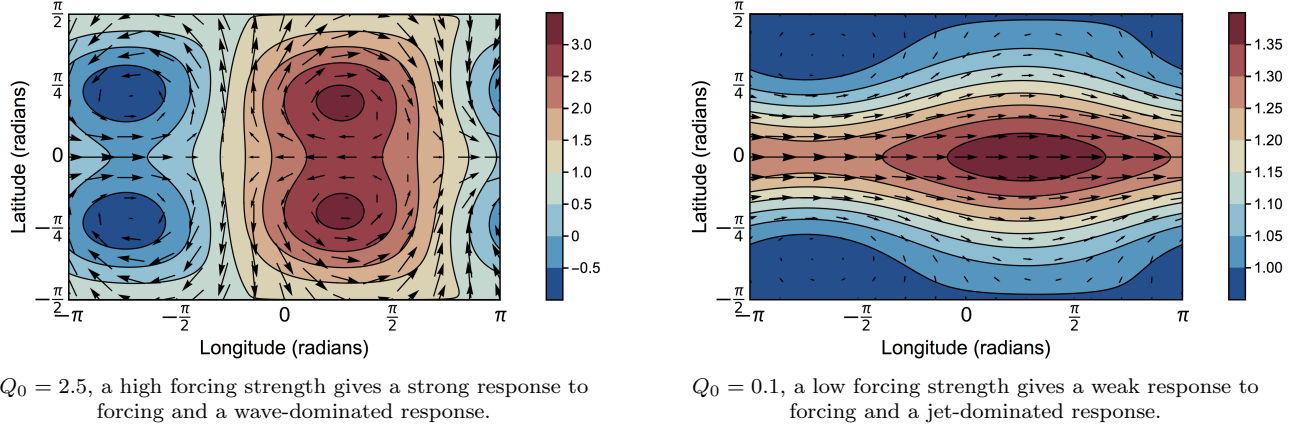 π/2
π/4
0
−π/4
−π/2
Latitude (radians)
−π
−π/2
0
π/2
π
Longitude (radians)
3.0
2.5
2.0
1.5
1.0
0.5
0
−0.5
π/2
π/4
0
−π/4
−π/2
Latitude (radians)
−π
−π/2
0
π/2
π
Longitude (radians)
1.35
1.30
1.25
1.20
1.15
1.10
1.05
1.00
Q₀ = 2.5, a high forcing strength gives a strong response to
forcing and a wave-dominated response.
Q₀ = 0.1, a low forcing strength gives a weak response to
forcing and a jet-dominated response.